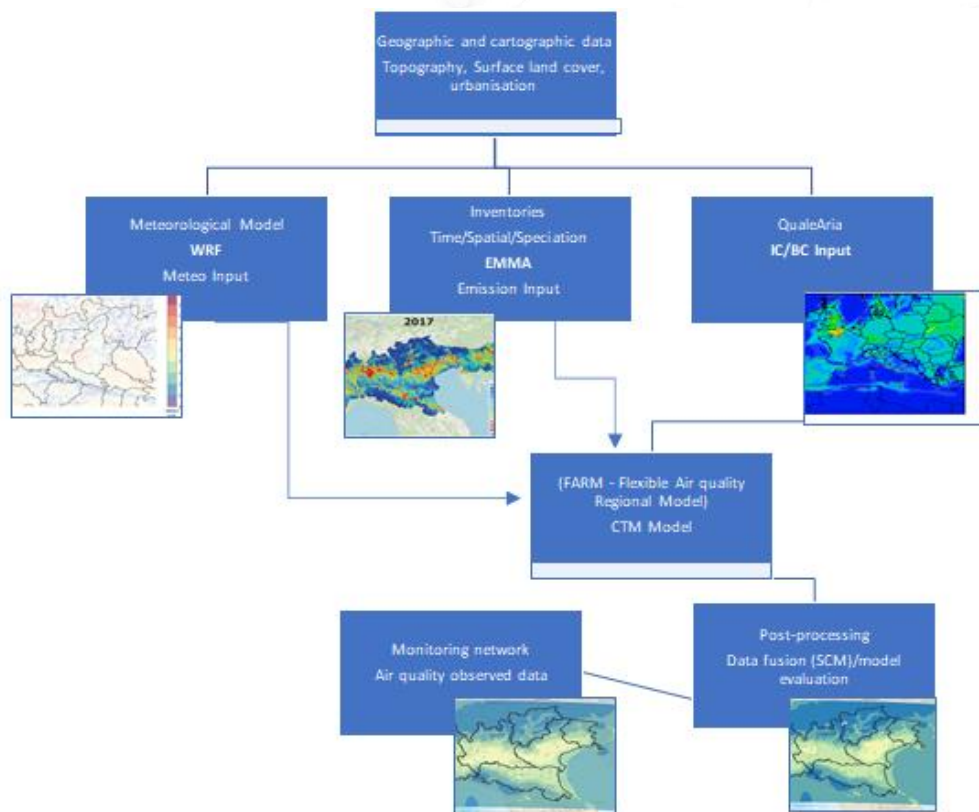 Geographic and cartographic data
Topography, Surface land cover,
urbanisation
Meteorological Model
WRF
Meteo Input
Inventories
Time/Spatial/Speciation
EMMA
Emission Input
QualeAria
IC/BC Input
2017
(FARM - Flexible Air quality
Regional Model)
CTM Model
Monitoring network
Air quality observed data
Post-processing
Data fusion (SCM)/model
evaluation